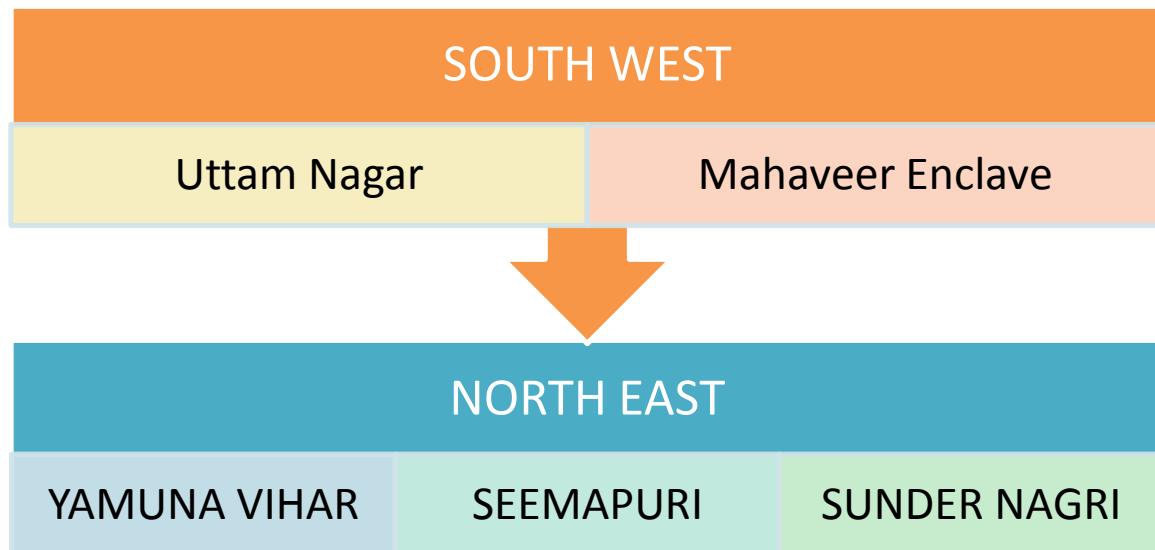 SOUTH WEST
Uttam Nagar
Mahaveer Enclave
NORTH EAST
YAMUNA VIHAR
SEEMAPURI
SUNDER NAGRI